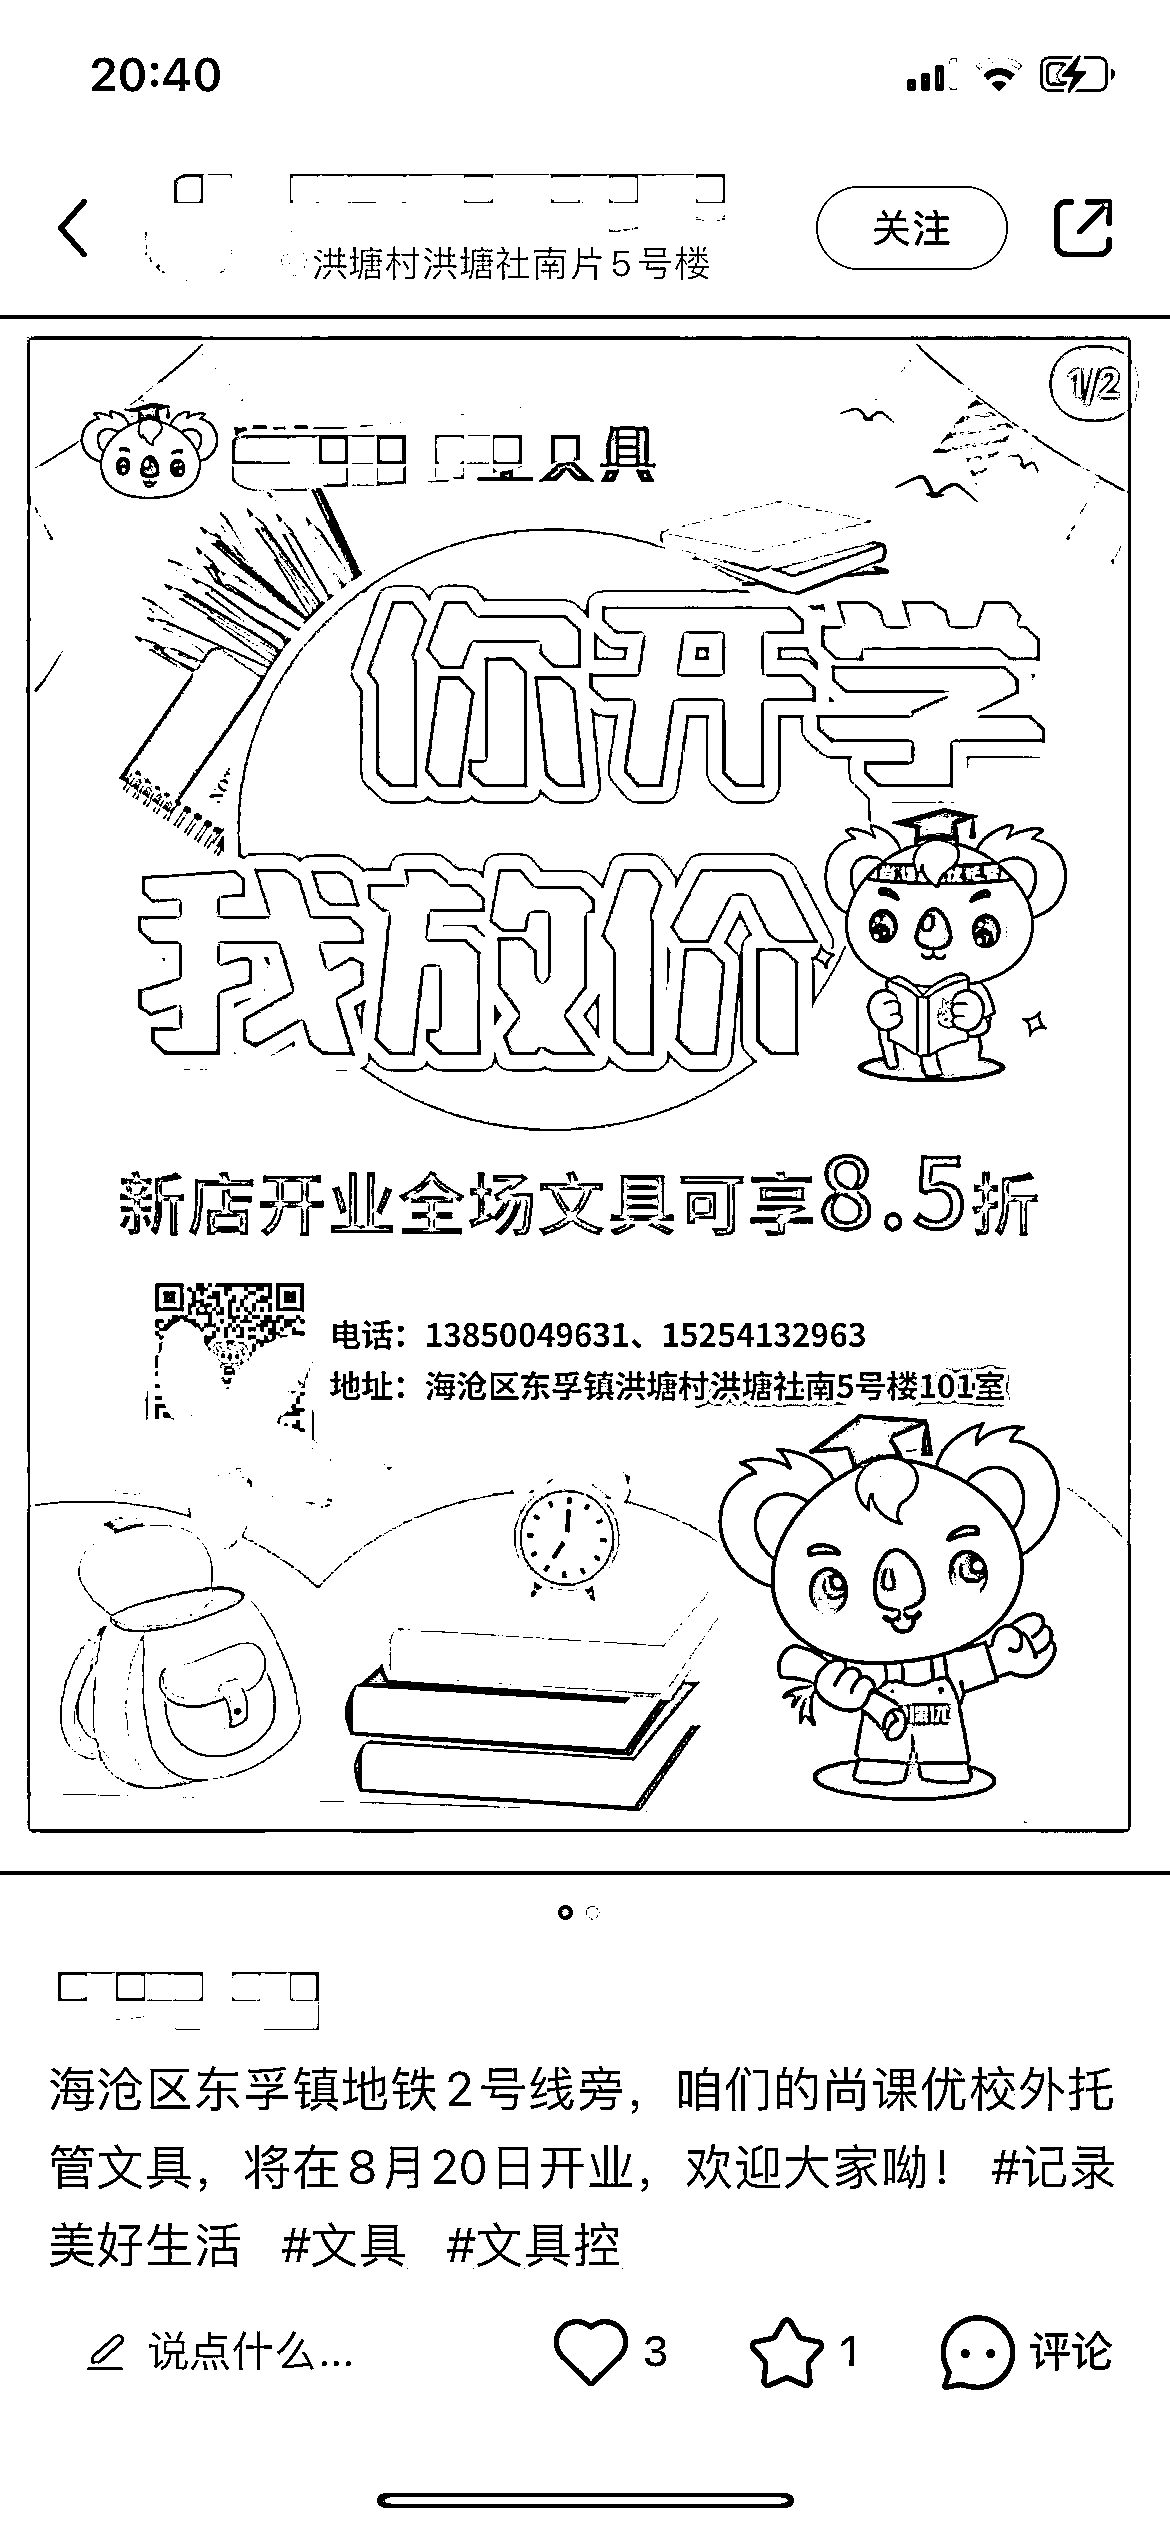 20:40
洪塘村洪塘社南片5号楼
关注
1/2
具
你开学
我放价
新店开业全场文具可享8.5折
电话：13850049631、15254132963
地址：海沧区东孚镇洪塘村洪塘社南5号楼101室
课优
海沧区东孚镇地铁2号线旁，咱们的尚课优校外托
管文具，将在8月20日开业，欢迎大家呦！ #记录
美好生活 #文具 #文具控
说点什么...
3
1
评论